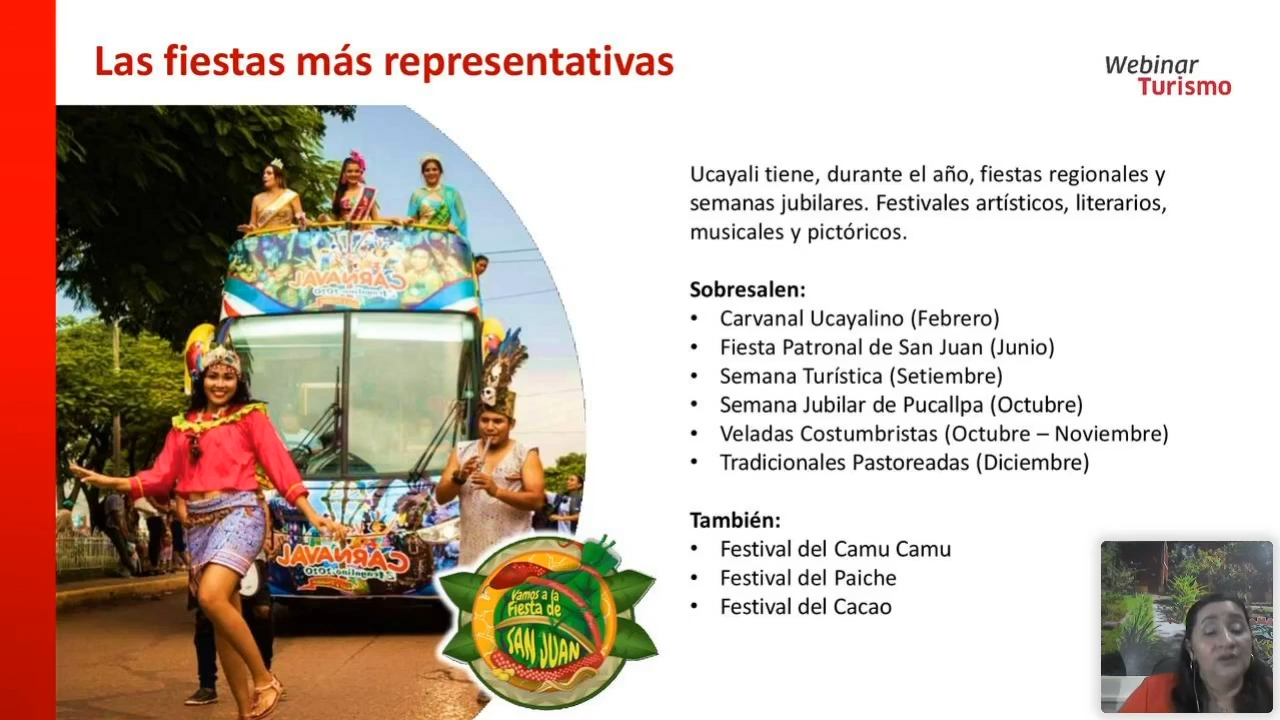 Las fiestas más representativas
Webinar
Turismo
Ucayali tiene, durante el año, fiestas regionales y
semanas jubilares. Festivales artísticos, literarios,
musicales y pictóricos.
Sobresalen:
• Carvanal Ucayalino (Febrero)
• Fiesta Patronal de San Juan (Junio)
• Semana Turística (Setiembre)
• Semana Jubilar de Pucallpa (Octubre)
• Veladas Costumbristas (Octubre – Noviembre)
• Tradicionales Pastoreadas (Diciembre)
También:
• Festival del Camu Camu
• Festival del Paiche
• Festival del Cacao
CARNAVAL
CARNAVAL
Vamos a la
Fiesta de
SAN JUAN